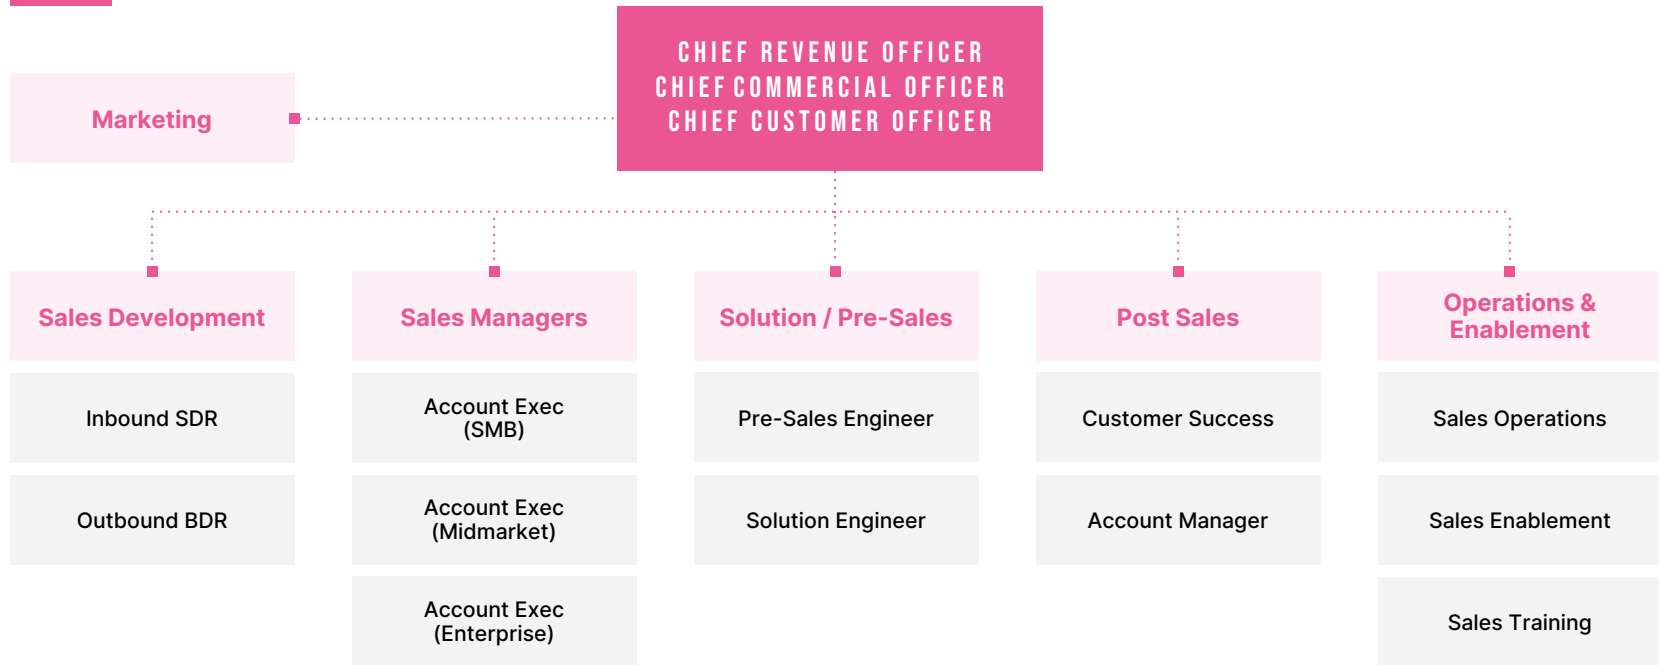 CHIEF REVENUE OFFICER
CHIEF COMMERCIAL OFFICER
CHIEF CUSTOMER OFFICER
Marketing
Sales Development
Sales Managers
Solution / Pre-Sales
Post Sales
Operations &
Enablement
Inbound SDR
Account Exec
(SMB)
Pre-Sales Engineer
Customer Success
Sales Operations
Outbound BDR
Account Exec
(Midmarket)
Solution Engineer
Account Manager
Sales Enablement
Account Exec
(Enterprise)
Sales Training